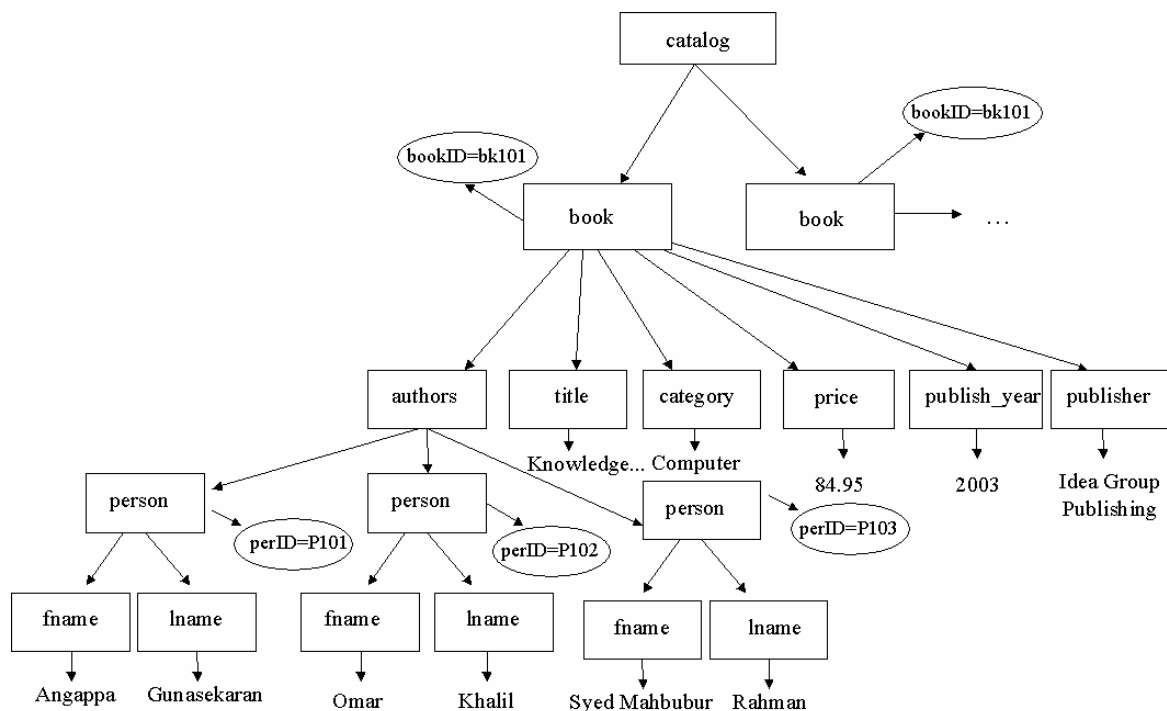 catalog
bookID=bk101
bookID=bk101
book
book
...
authors
title
category
price
publish_year
publisher
Knowledge...
Computer
84.95
2003
Idea Group
Publishing
person
person
person
perID=P101
perID=P102
perID=P103
fname
lname
fname
lname
fname
lname
Angappa
Gunasekaran
Omar
Khalil
Syed Mahbubur
Rahman